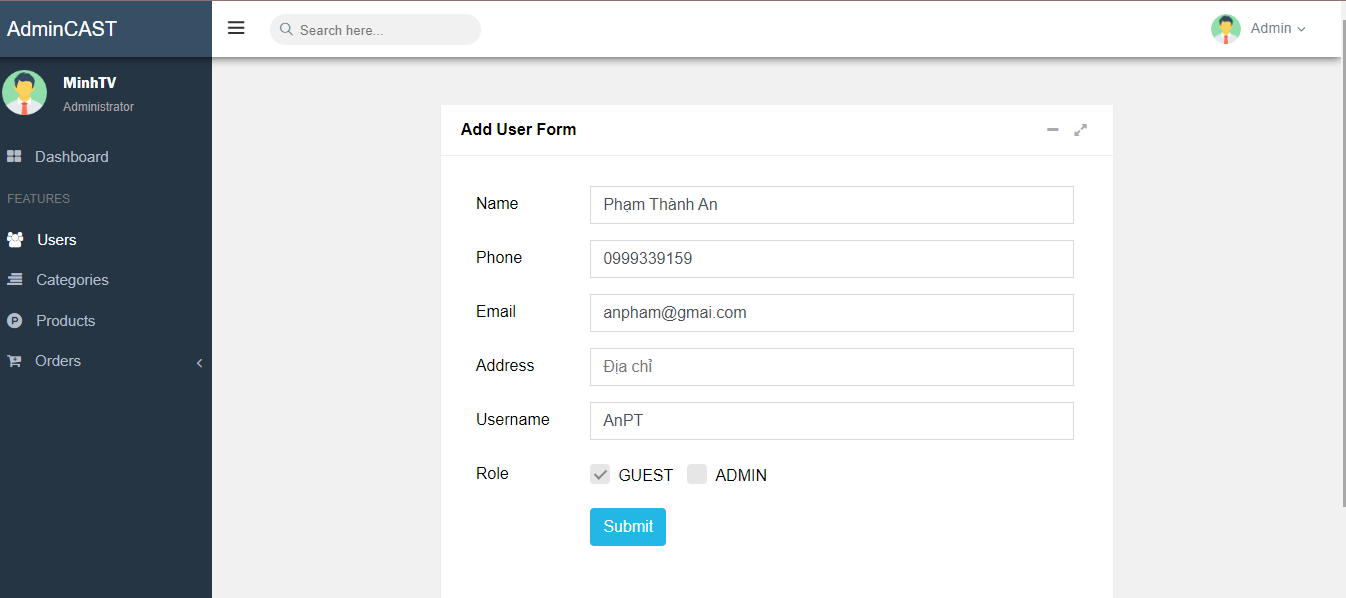 AdminCAST
Search here...
Admin
MinhTV
Administrator
Dashboard
FEATURES
Users
Categories
Products
Orders
Add User Form
Name Phạm Thành An
Phone 0999339159
Email anpham@gmai.com
Address Địa chỉ
Username AnPT
Role GUEST ADMIN
Submit